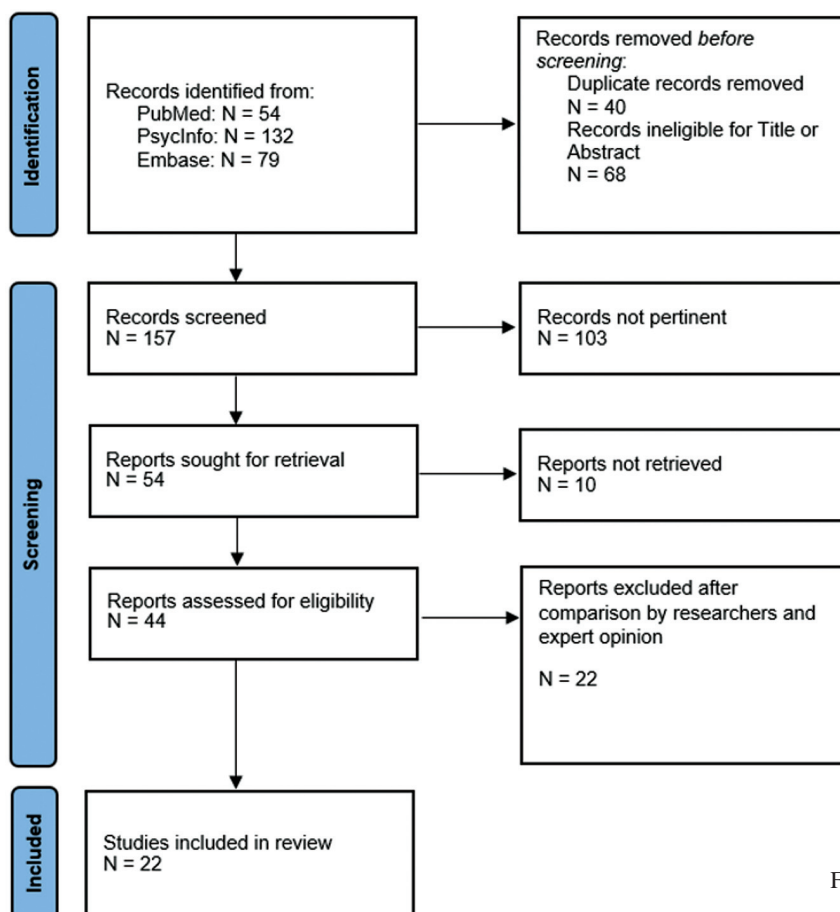 Identification
Records identified from:
PubMed: N = 54
PsycInfo: N = 132
Embase: N = 79
Records removed before
screening:
Duplicate records removed
N = 40
Records ineligible for Title or
Abstract
N = 68
Screening
Records screened
N = 157
Records not pertinent
N = 103
Reports sought for retrieval
N = 54
Reports not retrieved
N = 10
Reports assessed for eligibility
N = 44
Reports excluded after
comparison by researchers and
expert opinion
N = 22
Included
Studies included in review
N = 22
F